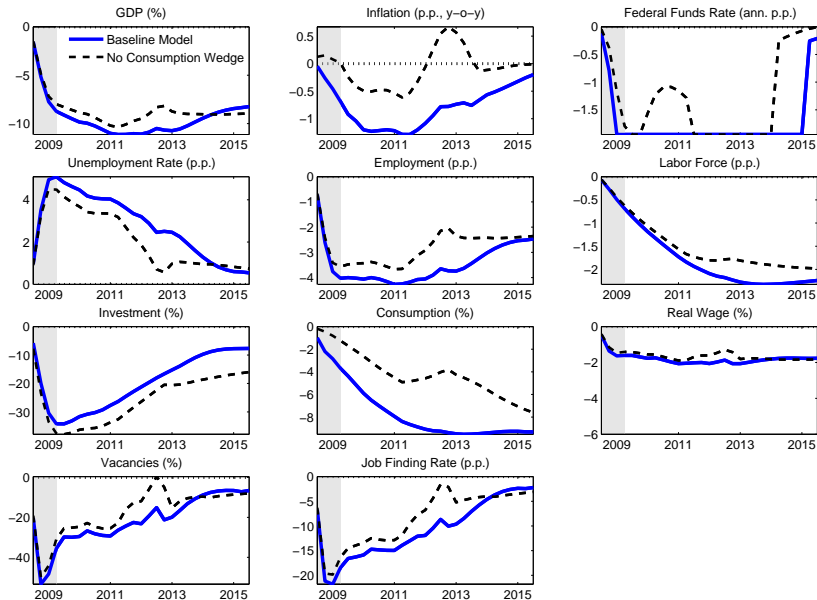 GDP (%)
Inflation (p.p., y−o−y)
Federal Funds Rate (ann. p.p.)
Baseline Model
No Consumption Wedge
0
−5
−10
2009 2011 2013 2015
0.5
0
−0.5
−1
2009 2011 2013 2015
0
−0.5
−1
−1.5
2009 2011 2013 2015
Unemployment Rate (p.p.)
Employment (p.p.)
Labor Force (p.p.)
4
2
0
2009 2011 2013 2015
0
−1
−2
−3
−4
2009 2011 2013 2015
0
−0.5
−1
−1.5
−2
2009 2011 2013 2015
Investment (%)
Consumption (%)
Real Wage (%)
0
−10
−20
−30
2009 2011 2013 2015
0
−2
−4
−6
−8
2009 2011 2013 2015
0
−2
−4
−6
2009 2011 2013 2015
Vacancies (%)
Job Finding Rate (p.p.)
0
−20
−40
2009 2011 2013 2015
0
−5
−10
−15
−20
2009 2011 2013 2015